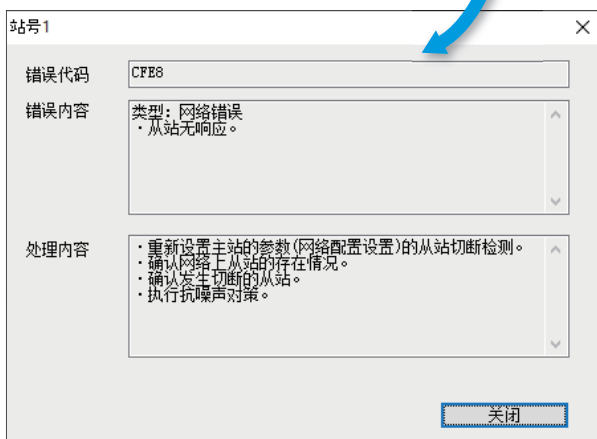 站号1
错误代码
CFE8
错误内容
类型：网络错误
・从站无响应。
处理内容
・重新设置主站的参数(网络配置设置)的从站切断检测。
・确认网络上从站的存在情况。
・确认发生切断的从站。
・执行抗噪声对策。
关闭